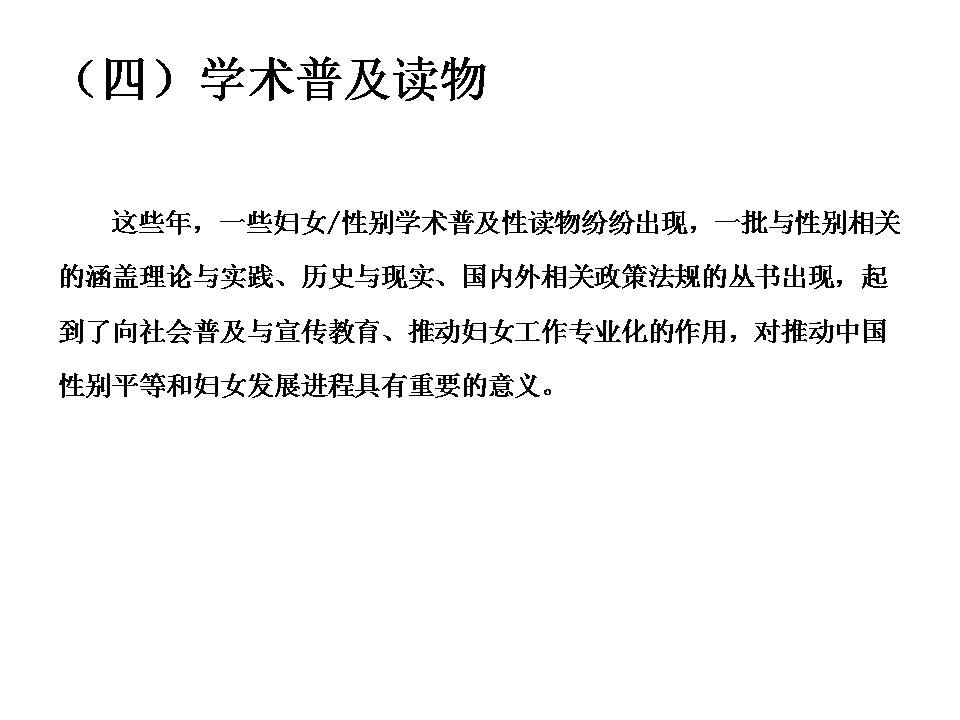 （四）学术普及读物
这些年，一些妇女/性别学术普及性读物纷纷出现，一批与性别相关
的涵盖理论与实践、历史与现实、国内外相关政策法规的丛书出现，起
到了向社会普及与宣传教育、推动妇女工作专业化的作用，对推动中国
性别平等和妇女发展进程具有重要的意义。